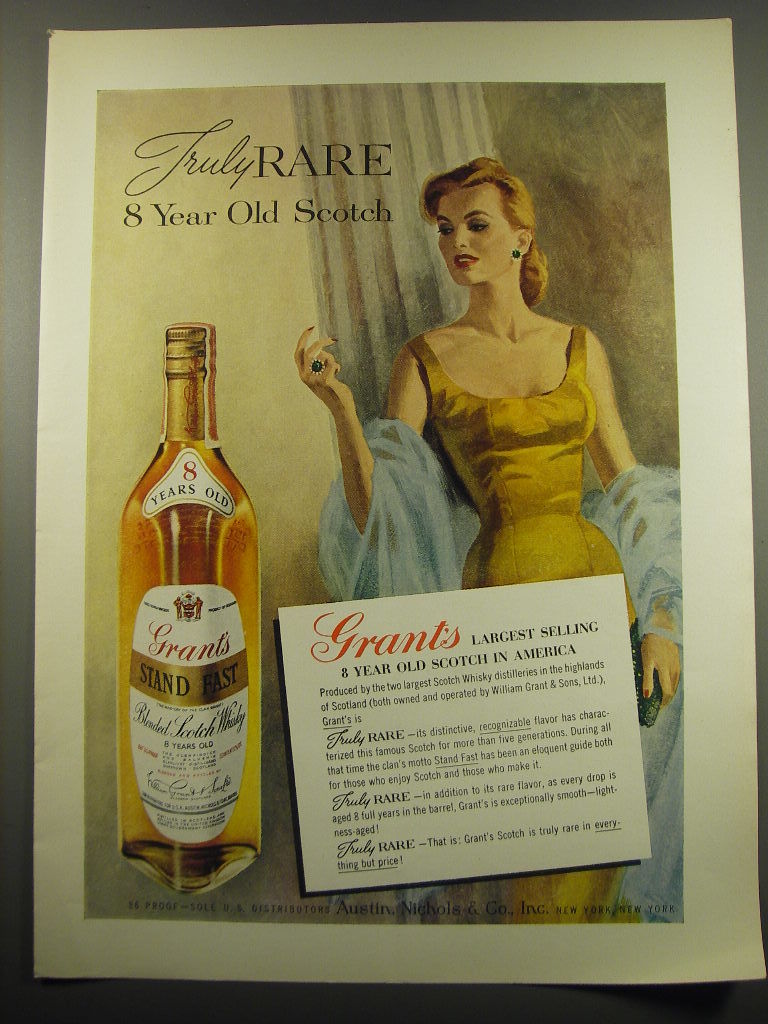 Truly RARE
8 Year Old Scotch
8
YEARS OLD
Grant's
STAND FAST
Blended Scotch Whisky
8 YEARS OLD
Grant's LARGEST SELLING
8 YEAR OLD SCOTCH IN AMERICA
Produced by the two largest Scotch Whisky distilleries in the highlands
of Scotland (both owned and operated by William Grant & Sons, Ltd.),
Grant's is
Truly RARE —its distinctive, recognizable flavor has charac-
terized this famous Scotch for more than five generations. During all
that time the clan's motto Stand Fast has been an eloquent guide both
for those who enjoy Scotch and those who make it.
Truly RARE —in addition to its rare flavor, as every drop is
aged 8 full years in the barrel, Grant's is exceptionally smooth—light-
ness-aged!
Truly RARE —That is: Grant's Scotch is truly rare in every-
thing but price!
86 PROOF—SOLE U.S. DISTRIBUTORS Austin, Nichols & Co., Inc. NEW YORK, NEW YORK